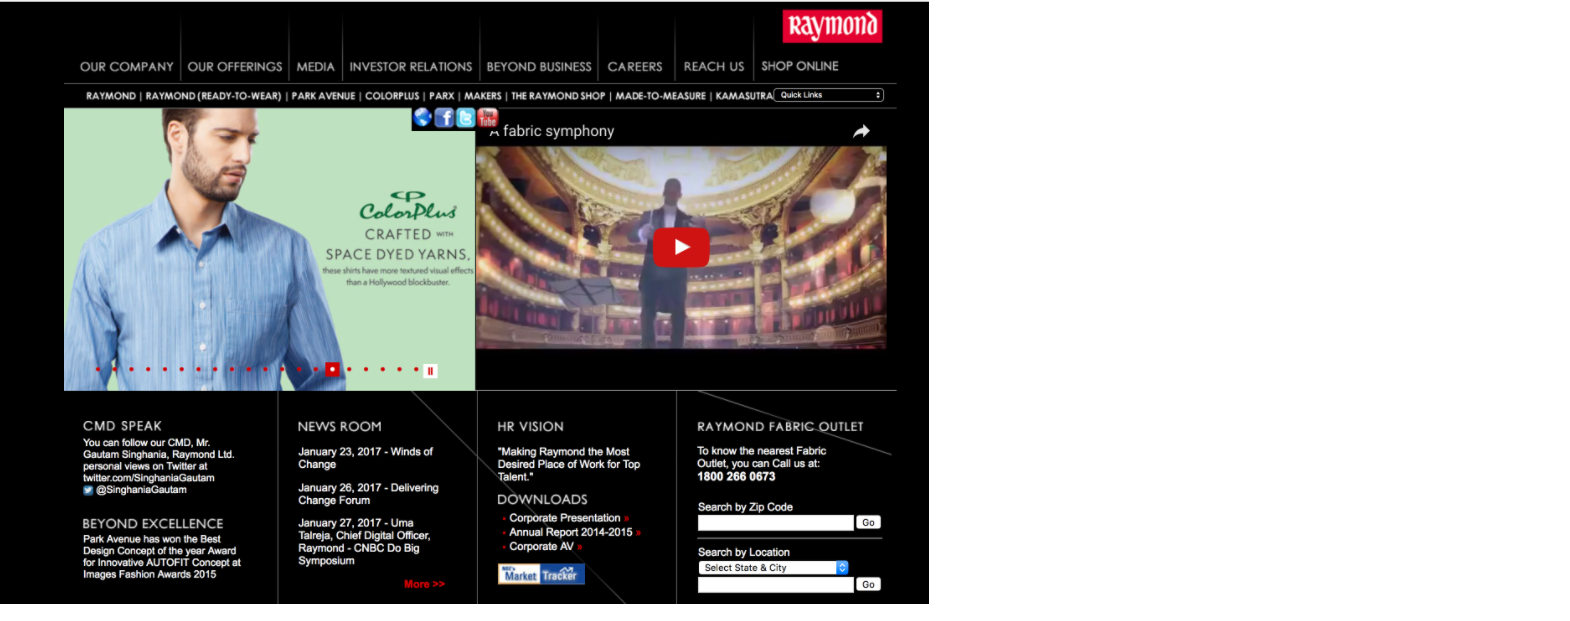 Raymond
OUR COMPANY
OUR OFFERINGS
MEDIA
INVESTOR RELATIONS
BEYOND BUSINESS
CAREERS
REACH US
SHOP ONLINE
RAYMOND | RAYMOND (READY-TO-WEAR) | PARK AVENUE | COLORPLUS | PARX | MAKERS | THE RAYMOND SHOP | MADE-TO-MEASURE | KAMASUTRA
Quick Links
You
Tube
A fabric symphony
ColorPlus
CRAFTED WITH
SPACE DYED YARNS,
these shirts have more textured visual effects
than a Hollywood blockbuster.
CMD SPEAK
You can follow our CMD, Mr.
Gautam Singhania, Raymond Ltd.
personal views on Twitter at
twitter.com/SinghaniaGautam
@SinghaniaGautam
BEYOND EXCELLENCE
Park Avenue has won the Best
Design Concept of the year Award
for Innovative AUTOFIT Concept at
Images Fashion Awards 2015
NEWS ROOM
January 23, 2017 - Winds of
Change
January 26, 2017 - Delivering
Change Forum
January 27, 2017 - Uma
Talreja, Chief Digital Officer,
Raymond - CNBC Do Big
Symposium
More >>
HR VISION
"Making Raymond the Most
Desired Place of Work for Top
Talent."
DOWNLOADS
Corporate Presentation »
Annual Report 2014-2015 »
Corporate AV »
Market Tracker
RAYMOND FABRIC OUTLET
To know the nearest Fabric
Outlet, you can Call us at:
1800 266 0673
Search by Zip Code
Go
Search by Location
Select State & City
Go